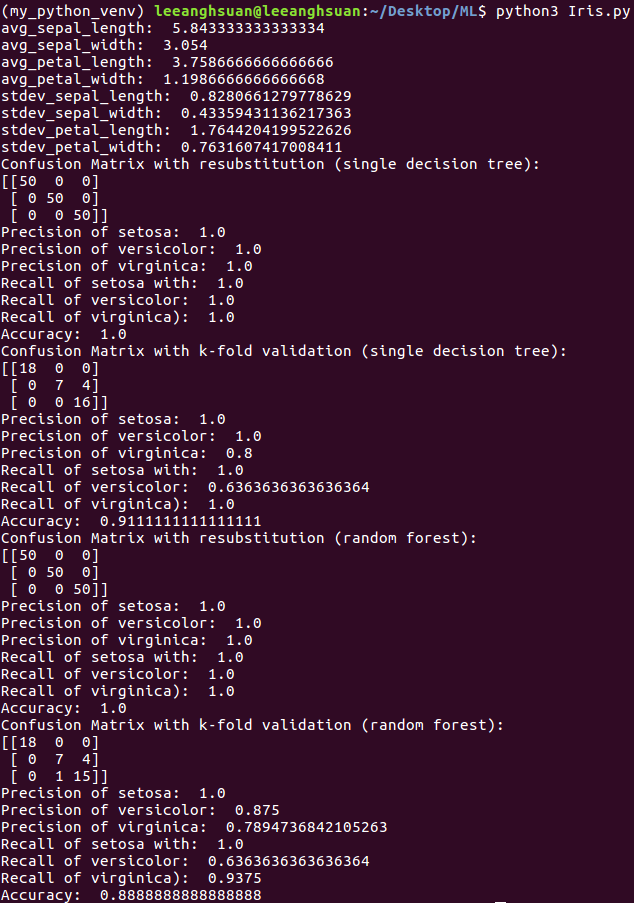 (my_python_venv) leeanghsuan@leeanghsuan:~/Desktop/ML$ python3 Iris.py
avg_sepal_length:  5.843333333333334
avg_sepal_width:  3.054
avg_petal_length:  3.7586666666666666
avg_petal_width:  1.1986666666666668
stdev_sepal_length:  0.8280661279778629
stdev_sepal_width:  0.43359431136217363
stdev_petal_length:  1.7644204199522626
stdev_petal_width:  0.7631607417008411
Confusion Matrix with resubstitution (single decision tree):
[[50  0  0]
 [ 0 50  0]
 [ 0  0 50]]
Precision of setosa:  1.0
Precision of versicolor:  1.0
Precision of virginica:  1.0
Recall of setosa with:  1.0
Recall of versicolor:  1.0
Recall of virginica):  1.0
Accuracy:  1.0
Confusion Matrix with k-fold validation (single decision tree):
[[18  0  0]
 [ 0  7  4]
 [ 0  0 16]]
Precision of setosa:  1.0
Precision of versicolor:  1.0
Precision of virginica:  0.8
Recall of setosa with:  1.0
Recall of versicolor:  0.6363636363636364
Recall of virginica):  1.0
Accuracy:  0.9111111111111111
Confusion Matrix with resubstitution (random forest):
[[50  0  0]
 [ 0 50  0]
 [ 0  0 50]]
Precision of setosa:  1.0
Precision of versicolor:  1.0
Precision of virginica:  1.0
Recall of setosa with:  1.0
Recall of versicolor:  1.0
Recall of virginica):  1.0
Accuracy:  1.0
Confusion Matrix with k-fold validation (random forest):
[[18  0  0]
 [ 0  7  4]
 [ 0  1 15]]
Precision of setosa:  1.0
Precision of versicolor:  0.875
Precision of virginica:  0.7894736842105263
Recall of setosa with:  1.0
Recall of versicolor:  0.6363636363636364
Recall of virginica):  0.9375
Accuracy:  0.8888888888888888